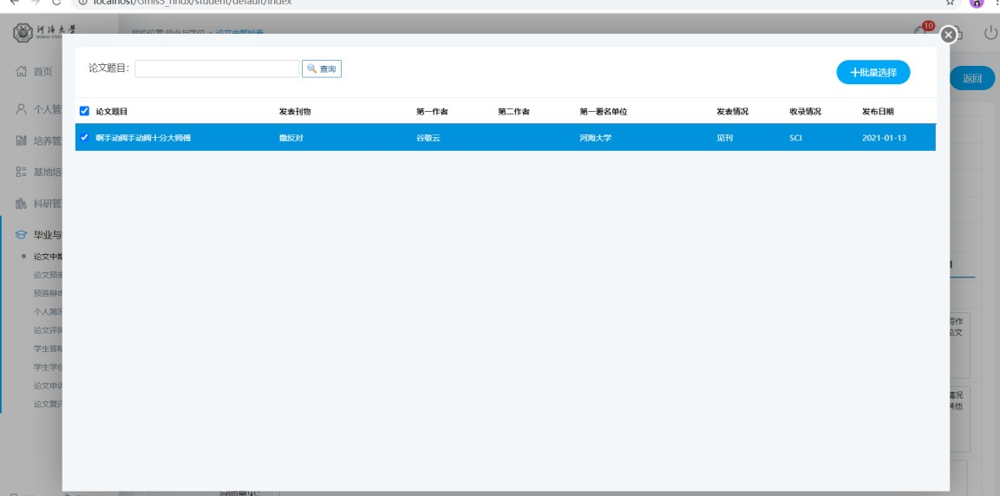 localhost/Gmis5_hhdx/student/default/index
河海大学
我的位置:毕业与学位 > 论文中期检查
10
首页
返回
个人管
培养管
基地培
科研管
毕业与
论文中期
论文预审
预答辩申
个人简况
论文评阅
学生答辩
学生学位
论文申请
论文复评
论文题目:
查询
+批量选择
论文题目 发表刊物 第一作者 第二作者 第一署名单位 发表情况 收录情况 发布日期
啊手动阀手动阀十分大师傅 撒反对 谷敬云 河海大学 见刊 SCI 2021-01-13
写作
论文
情况
其他